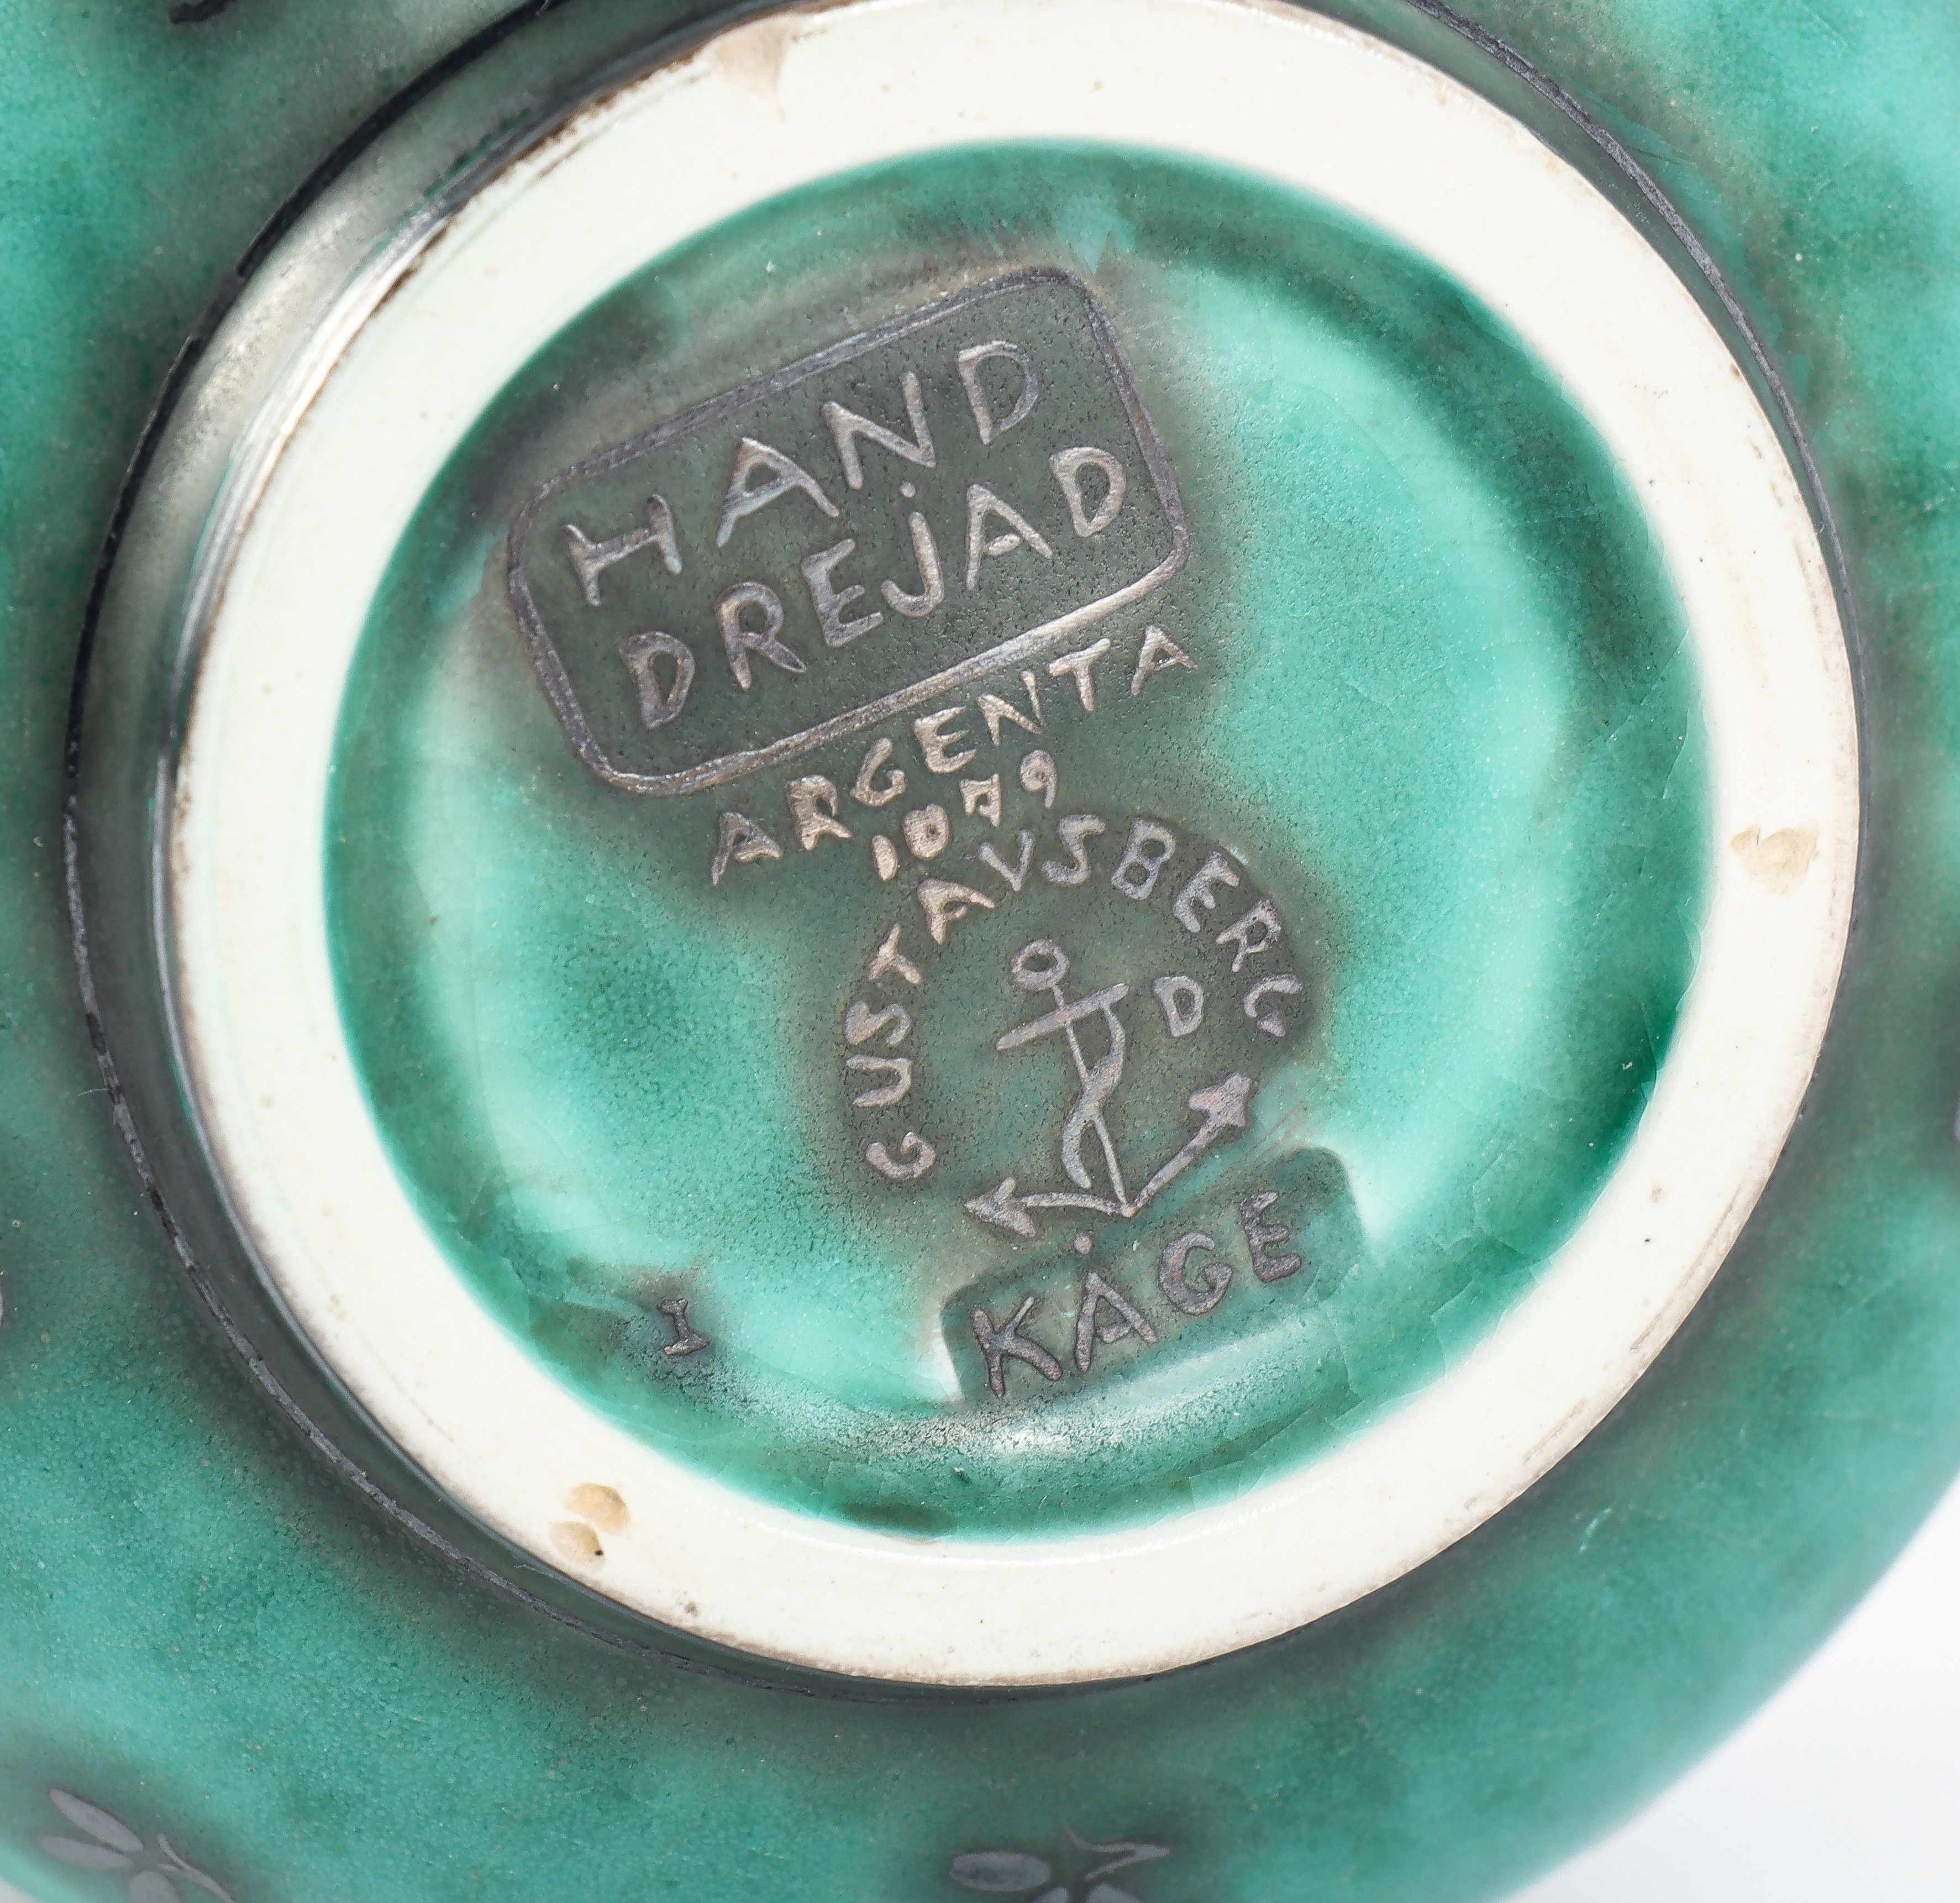 HAND
DREJAD
ARGENTA
1079
GUSTAVSBERG
D
KÅGE
I